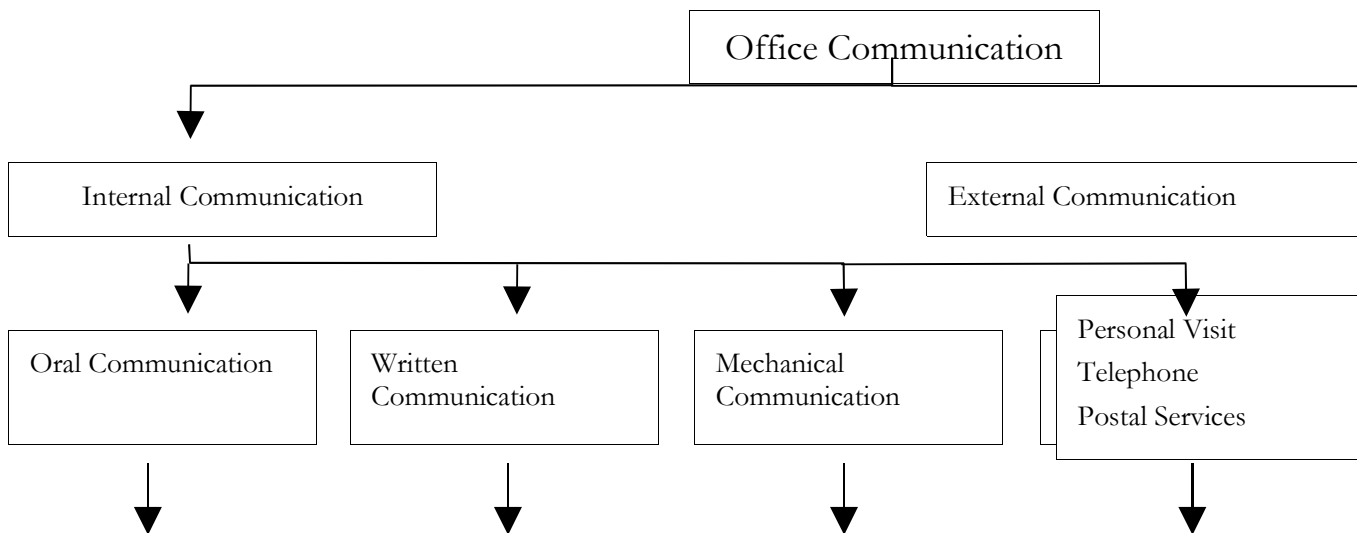 Office Communication
Internal Communication
External Communication
Oral Communication
Written
Communication
Mechanical
Communication
Personal Visit
Telephone
Postal Services